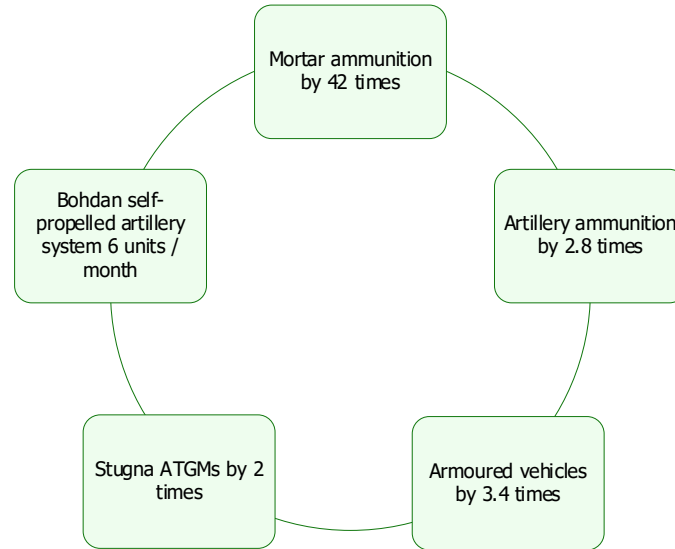 Mortar ammunition
by 42 times
Artillery ammunition
by 2.8 times
Armoured vehicles
by 3.4 times
Stugna ATGMs by 2
times
Bohdan self-
propelled artillery
system 6 units /
month